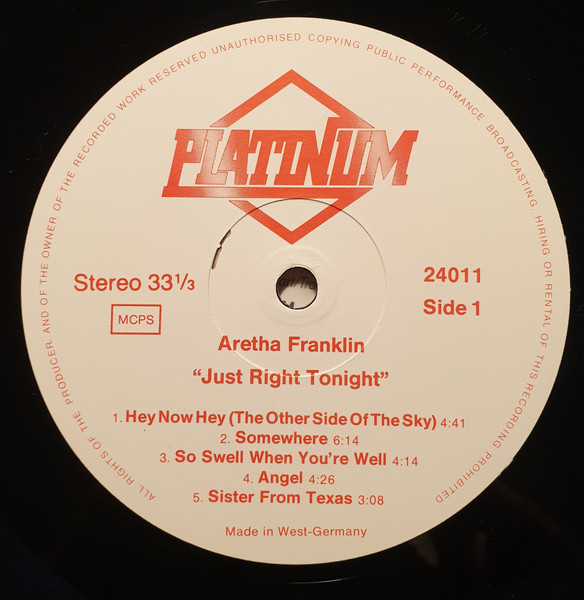 ALL RIGHTS OF THE PRODUCER, AND OF THE OWNER OF THE RECORDED WORK RESERVED UNAUTHORISED COPYING PUBLIC PERFORMANCE BROADCASTING, HIRING OR RENTAL OF THIS RECORDING PROHIBITED
PLATINUM
Stereo 33 1/3
24011
MCPS
Side 1
Aretha Franklin
“Just Right Tonight”
1. Hey Now Hey (The Other Side Of The Sky) 4:41
2. Somewhere 6:14
3. So Swell When You're Well 4:14
4. Angel 4:26
5. Sister From Texas 3:08
Made in West-Germany